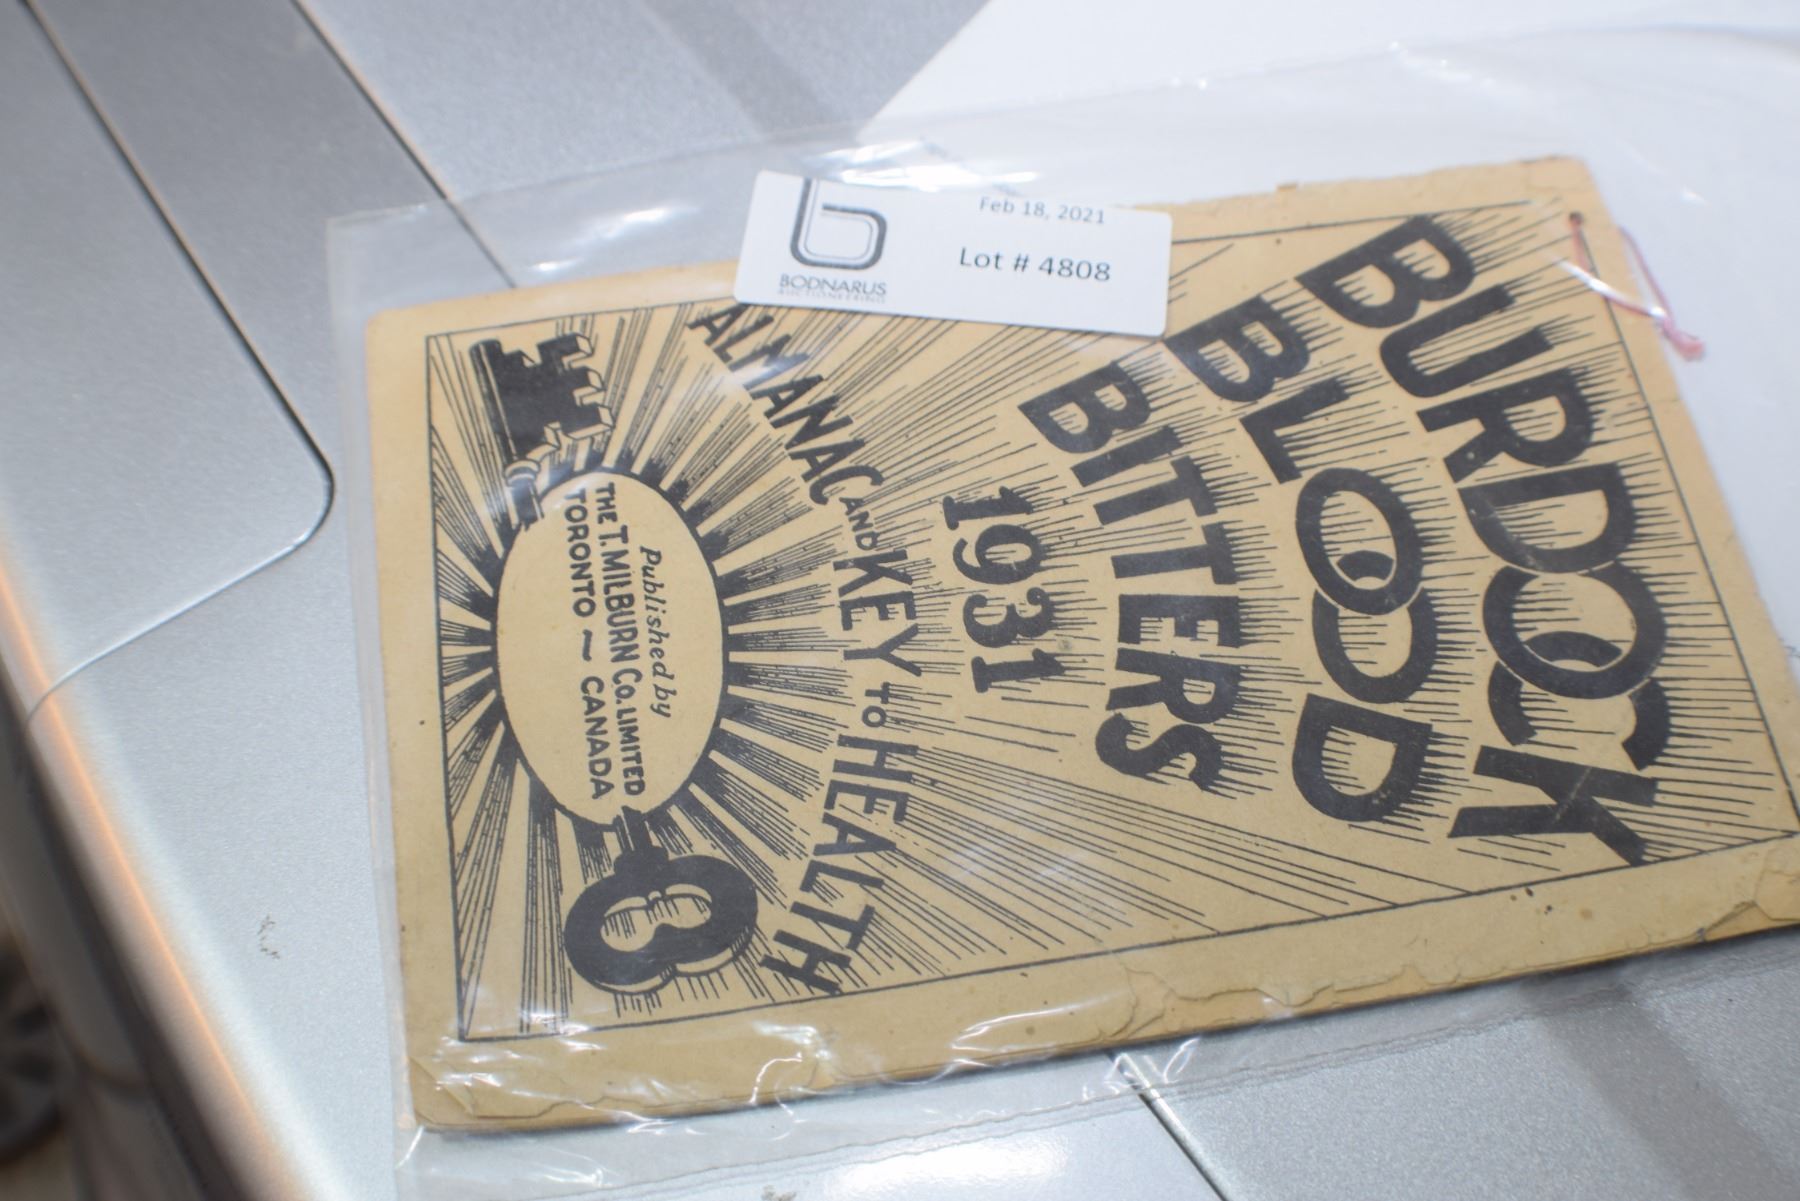 Feb 18, 2021
Lot # 4808
BODNARUS
AUCTIONEERING
BURDOCK
BLOOD
BITTERS
1931
ALMANAC AND KEY TO HEALTH
Published by
THE T. MILBURN CO. LIMITED
TORONTO ~ CANADA